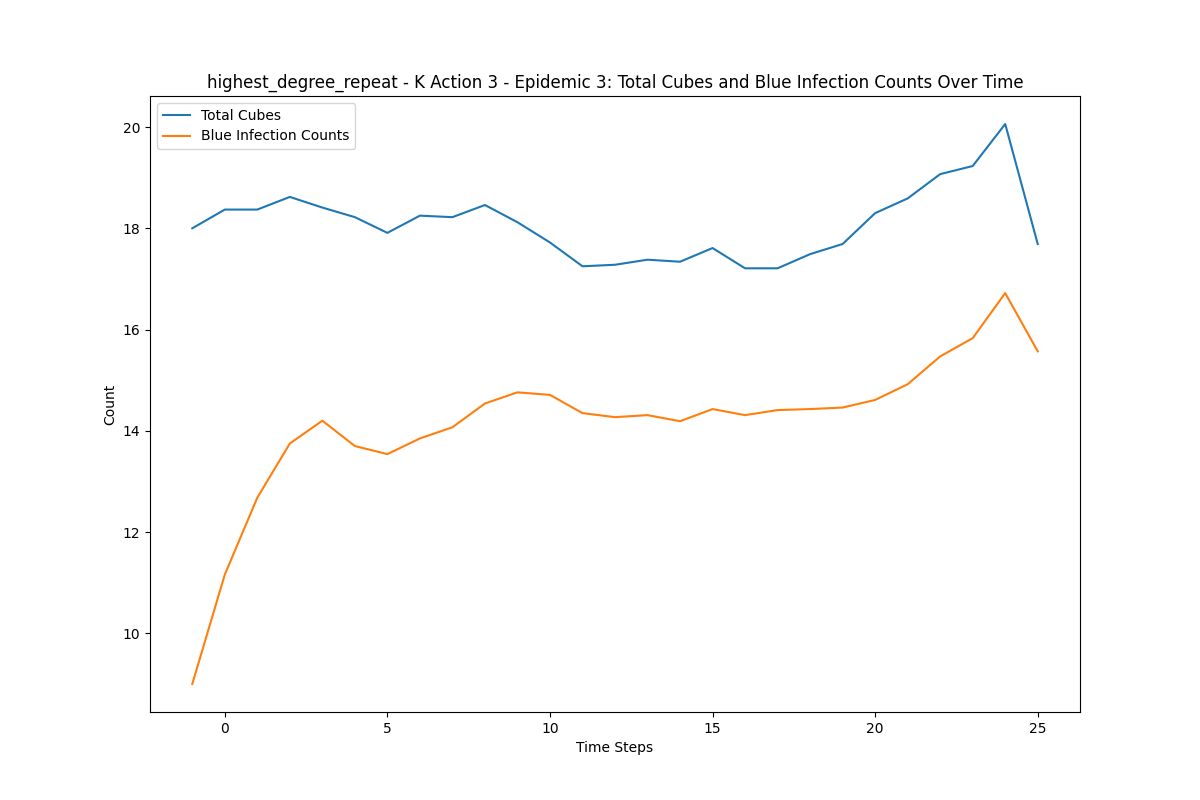 highest_degree_repeat - K Action 3 - Epidemic 3: Total Cubes and Blue Infection Counts Over Time
Total Cubes
Blue Infection Counts
20
18
16
14
12
10
Count
0 5 10 15 20 25
Time Steps